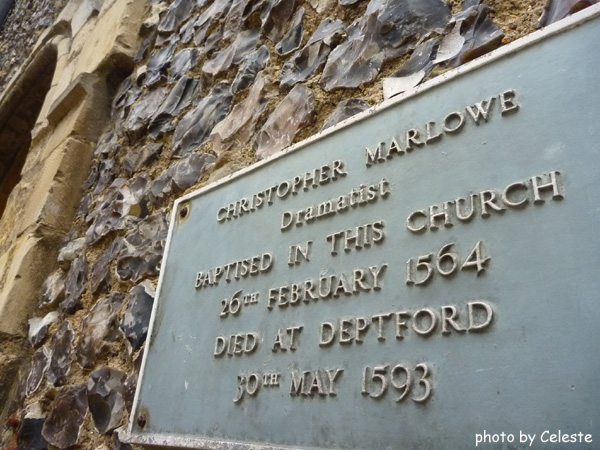 CHRISTOPHER MARLOWE
Dramatist
BAPTISED IN THIS CHURCH
26TH FEBRUARY 1564
DIED AT DEPTFORD
30TH MAY 1593
photo by Celeste